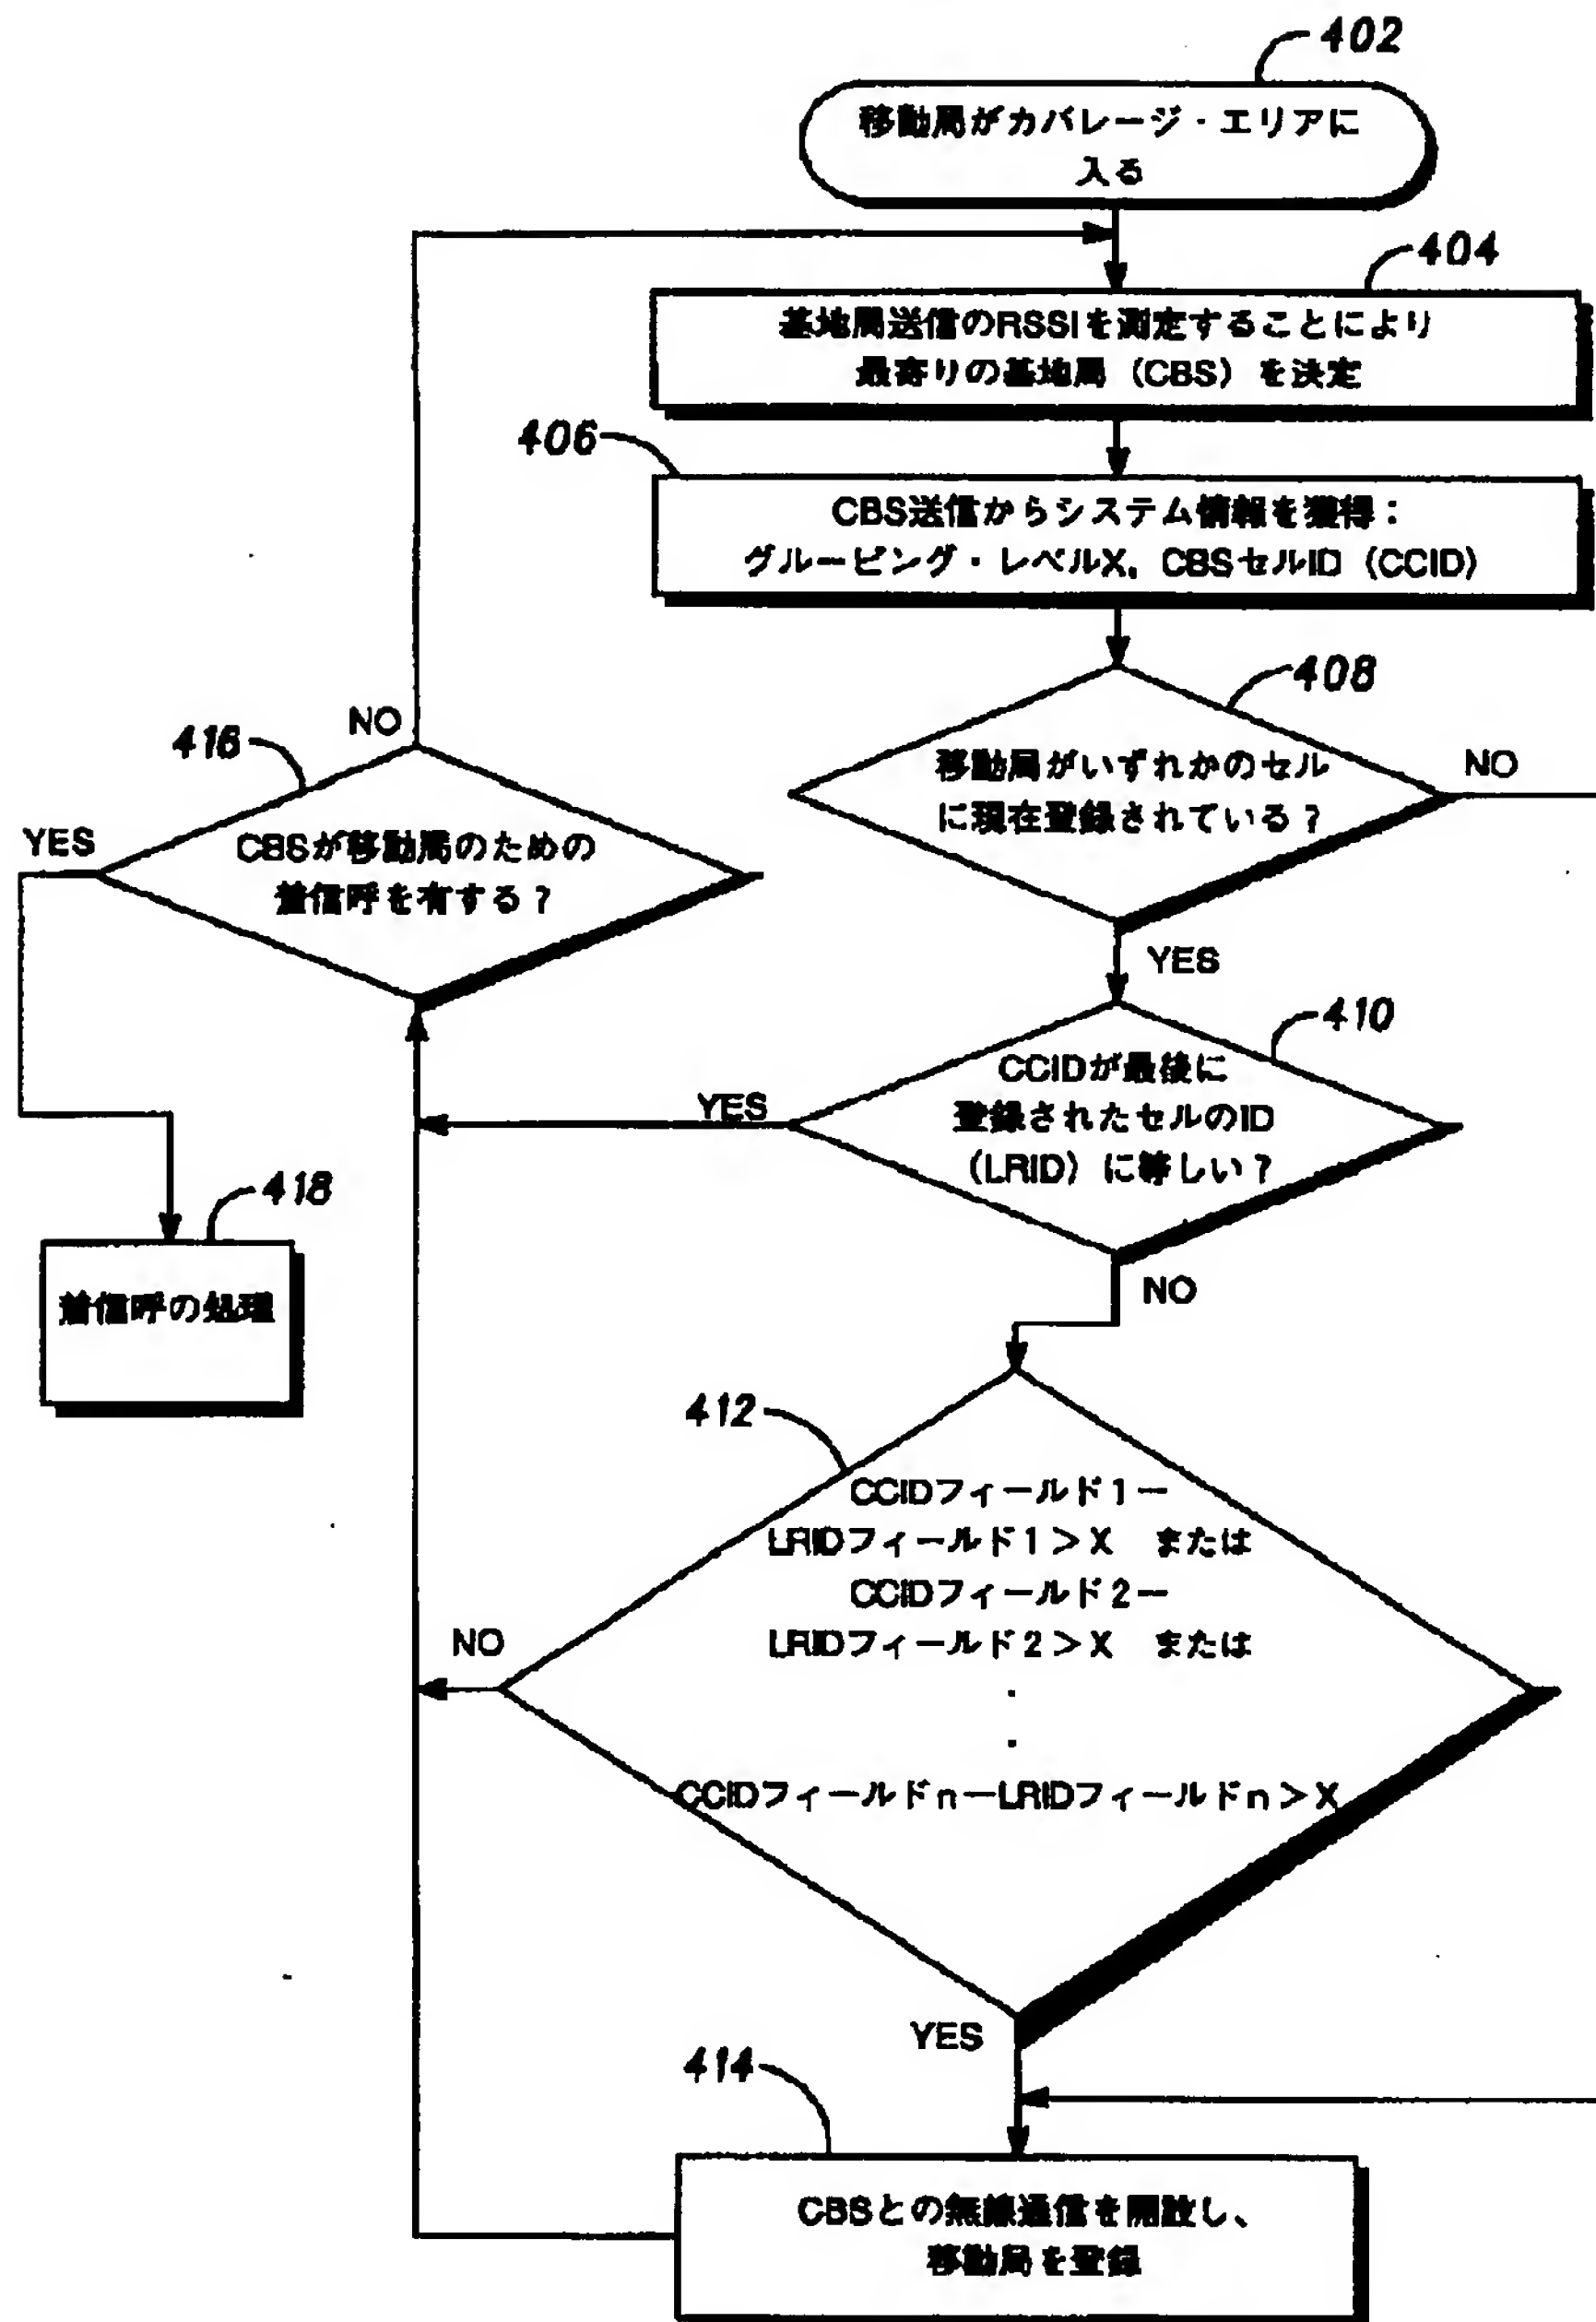 402
移動局がカバレージ・エリアに
入る
404
基地局送信のRSSIを測定することにより
最寄りの基地局（CBS）を決定
406
CBS送信からシステム情報を獲得：
グルーピング・レベルX，CBSセルID（CCID）
408
移動局がいずれかのセル
に現在登録されている？
NO
YES
416
NO
YES
CBSが移動局のための
着信呼を有する？
410
CCIDが最後に
登録されたセルのID
（LRID）に等しい？
YES
NO
418
着信呼の処理
412
CCIDフィールド1－
LRIDフィールド1＞X　または
CCIDフィールド2－
LRIDフィールド2＞X　または
.
.
CCIDフィールドn－LRIDフィールドn＞X
NO
YES
414
CBSとの無線通信を開設し、
移動局を登録